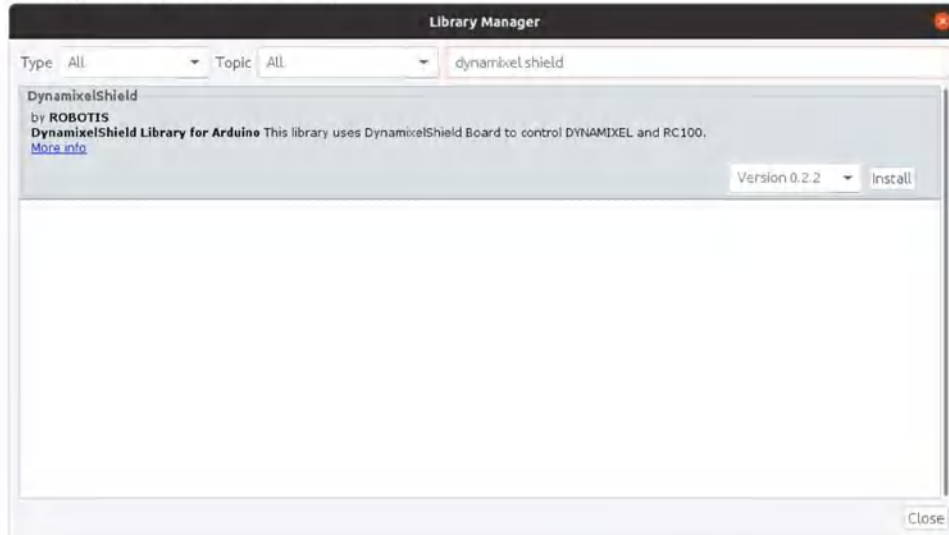 Library Manager
Type All Topic All dynamixel shield
DynamixelShield
by ROBOTIS
DynamixelShield Library for Arduino This library uses DynamixelShield Board to control DYNAMIXEL and RC100.
More info
Version 0.2.2 Install
Close